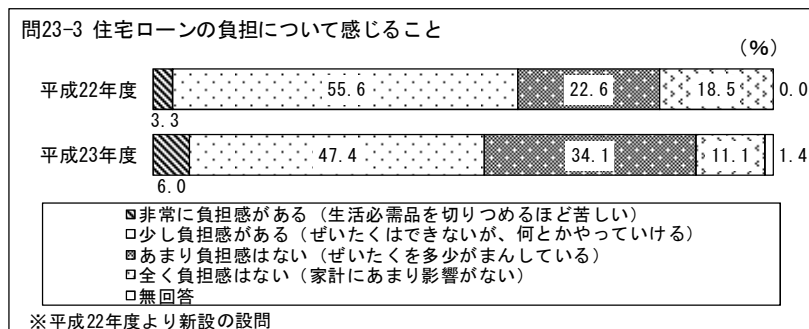 問23-3 住宅ローンの負担について感じること
(%)
平成22年度
55.6
22.6
18.5
0.0
3.3
平成23年度
47.4
34.1
11.1
1.4
6.0
非常に負担感がある（生活必需品を切りつめるほど苦しい）
少し負担感がある（ぜいたくはできないが、何とかやっていける）
あまり負担感はない（ぜいたくを多少がまんしている）
全く負担感はない（家計にあまり影響がない）
無回答
※平成22年度より新設の設問